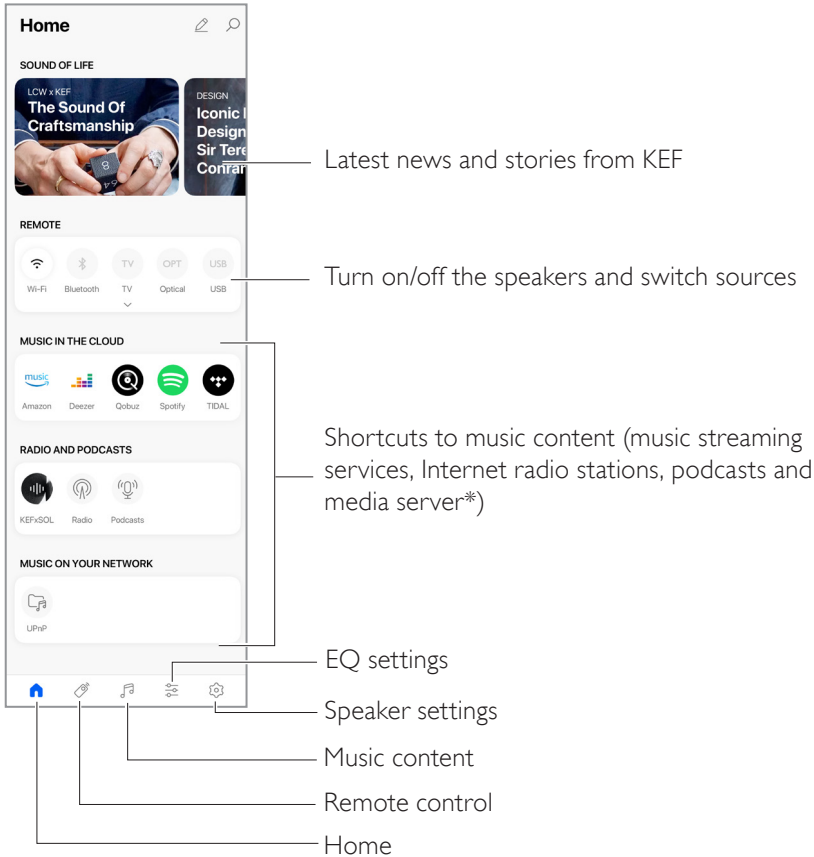 Home
SOUND OF LIFE
LCW x KEF
The Sound Of
Craftsmanship
8
64
DESIGN
Iconic
Design
Sir Tere
Conran
Latest news and stories from KEF
REMOTE
TV
OPT
USB
Wi-Fi
Bluetooth
TV
Optical
USB
Turn on/off the speakers and switch sources
MUSIC IN THE CLOUD
music
Amazon
Deezer
Qobuz
Spotify
TIDAL
RADIO AND PODCASTS
KEFxSOL
Radio
Podcasts
Shortcuts to music content (music streaming
services, Internet radio stations, podcasts and
media server*)
MUSIC ON YOUR NETWORK
UPnP
EQ settings
Speaker settings
Music content
Remote control
Home